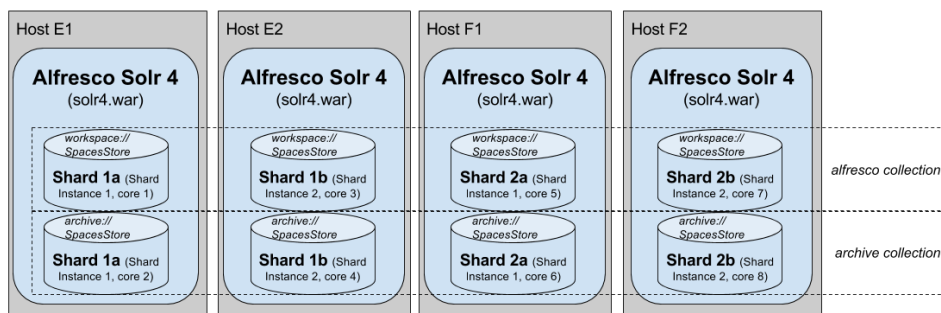 Host E1
Alfresco Solr 4
(solr4.war)
workspace://
SpacesStore
Shard 1a (Shard
Instance 1, core 1)
archive://
SpacesStore
Shard 1a (Shard
Instance 1, core 2)
Host E2
Alfresco Solr 4
(solr4.war)
workspace://
SpacesStore
Shard 1b (Shard
Instance 2, core 3)
archive://
SpacesStore
Shard 1b (Shard
Instance 2, core 4)
Host F1
Alfresco Solr 4
(solr4.war)
workspace://
SpacesStore
Shard 2a (Shard
Instance 1, core 5)
archive://
SpacesStore
Shard 2a (Shard
Instance 1, core 6)
Host F2
Alfresco Solr 4
(solr4.war)
workspace://
SpacesStore
Shard 2b (Shard
Instance 2, core 7)
archive://
SpacesStore
Shard 2b (Shard
Instance 2, core 8)
alfresco collection
archive collection